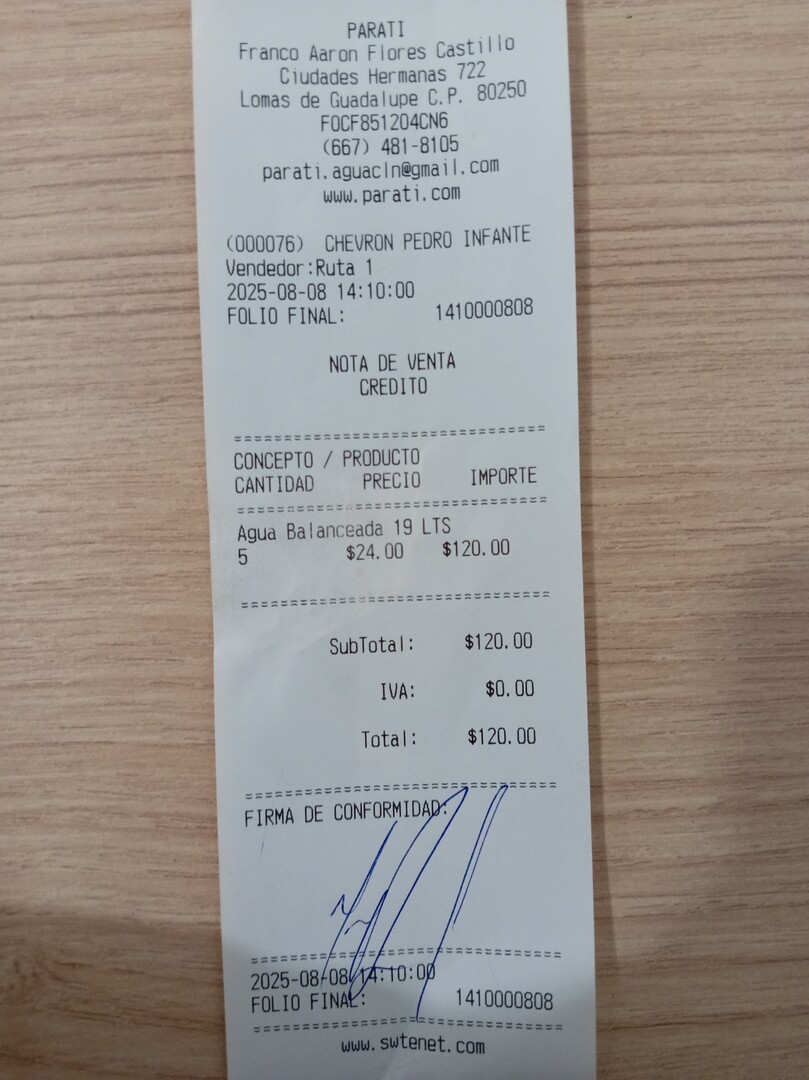 PARATI
Franco Aaron Flores Castillo
Ciudades Hermanas 722
Lomas de Guadalupe C.P. 80250
FOCF851204CN6
(667) 481-8105
parati.aguacln@gmail.com
www.parati.com
(000076) CHEVRON PEDRO INFANTE
Vendedor:Ruta 1
2025-08-08 14:10:00
FOLIO FINAL: 1410000808
NOTA DE VENTA
CREDITO
==============================
CONCEPTO / PRODUCTO
CANTIDAD PRECIO IMPORTE
==============================
Agua Balanceada 19 LTS
5 $24.00 $120.00
==============================
SubTotal: $120.00
IVA: $0.00
Total: $120.00
==============================
FIRMA DE CONFORMIDAD:
==============================
2025-08-08 14:10:00
FOLIO FINAL: 1410000808
==============================
www.swtenet.com